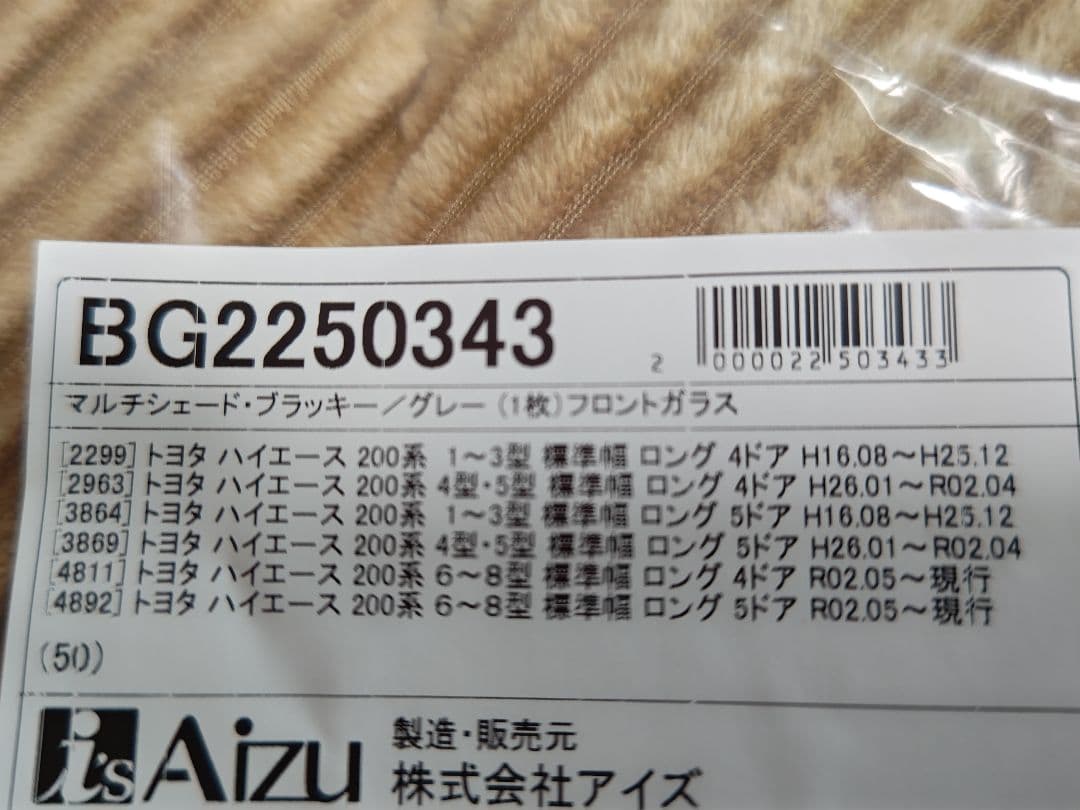 BG2250343
2 000022 503433
マルチシェード・ブラッキー／グレー（1枚）フロントガラス
[2299] トヨタ ハイエース 200系 1～3型 標準幅 ロング 4ドア H16.08～H25.12
[2963] トヨタ ハイエース 200系 4型・5型 標準幅 ロング 4ドア H26.01～R02.04
[3864] トヨタ ハイエース 200系 1～3型 標準幅 ロング 5ドア H16.08～H25.12
[3869] トヨタ ハイエース 200系 4型・5型 標準幅 ロング 5ドア H26.01～R02.04
[4811] トヨタ ハイエース 200系 6～8型 標準幅 ロング 4ドア R02.05～現行
[4892] トヨタ ハイエース 200系 6～8型 標準幅 ロング 5ドア R02.05～現行
(50)
i's Aizu
製造・販売元
株式会社アイズ